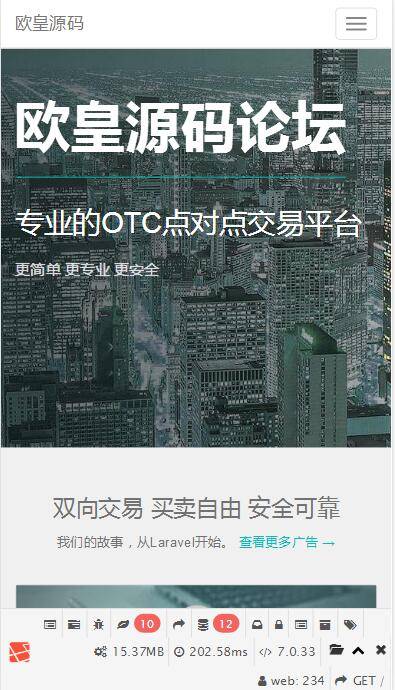 欧皇源码
欧皇源码论坛
专业的OTC点对点交易平台
更简单 更专业 更安全
双向交易 买卖自由 安全可靠
我们的故事，从Laravel开始。 查看更多广告 →
10 12
15.37MB 202.58ms </> 7.0.33
web: 234 GET /